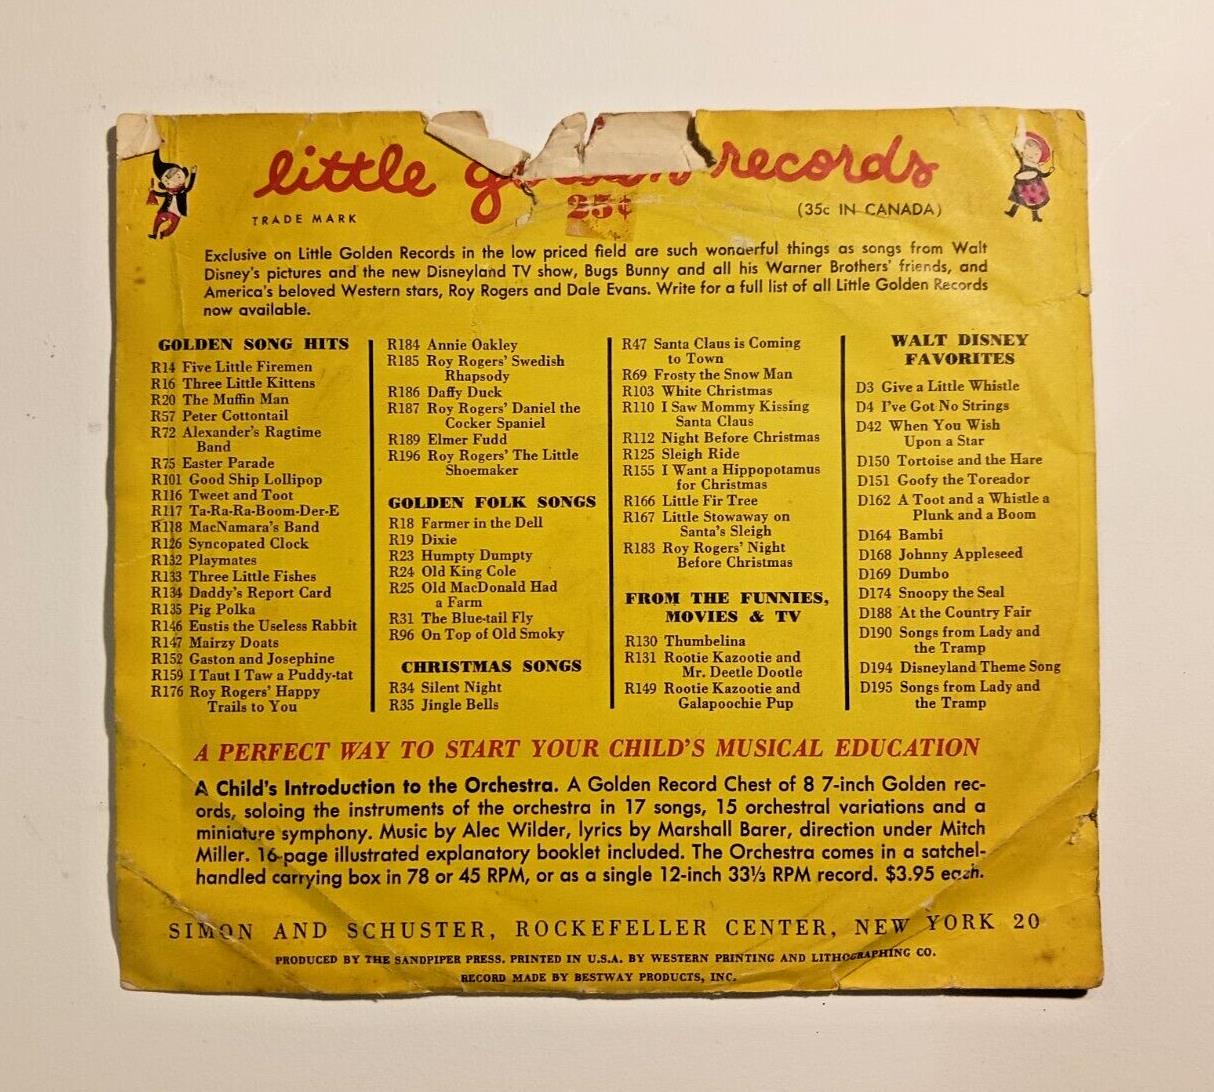 little golden records
25¢
TRADE MARK
(35c IN CANADA)
Exclusive on Little Golden Records in the low priced field are such wonderful things as songs from Walt
Disney's pictures and the new Disneyland TV show, Bugs Bunny and all his Warner Brothers' friends, and
America's beloved Western stars, Roy Rogers and Dale Evans. Write for a full list of all Little Golden Records
now available.
GOLDEN SONG HITS
R14 Five Little Firemen
R16 Three Little Kittens
R20 The Muffin Man
R57 Peter Cottontail
R72 Alexander's Ragtime
Band
R75 Easter Parade
R101 Good Ship Lollipop
R116 Tweet and Toot
R117 Ta-Ra-Ra-Boom-Der-E
R118 MacNamara's Band
R126 Syncopated Clock
R132 Playmates
R133 Three Little Fishes
R134 Daddy's Report Card
R135 Pig Polka
R146 Eustis the Useless Rabbit
R147 Mairzy Doats
R152 Gaston and Josephine
R159 I Taut I Taw a Puddy-tat
R176 Roy Rogers' Happy
Trails to You
R184 Annie Oakley
R185 Roy Rogers' Swedish
Rhapsody
R186 Daffy Duck
R187 Roy Rogers' Daniel the
Cocker Spaniel
R189 Elmer Fudd
R196 Roy Rogers' The Little
Shoemaker
GOLDEN FOLK SONGS
R18 Farmer in the Dell
R19 Dixie
R23 Humpty Dumpty
R24 Old King Cole
R25 Old MacDonald Had
a Farm
R31 The Blue-tail Fly
R96 On Top of Old Smoky
CHRISTMAS SONGS
R34 Silent Night
R35 Jingle Bells
R47 Santa Claus is Coming
to Town
R69 Frosty the Snow Man
R103 White Christmas
R110 I Saw Mommy Kissing
Santa Claus
R112 Night Before Christmas
R125 Sleigh Ride
R155 I Want a Hippopotamus
for Christmas
R166 Little Fir Tree
R167 Little Stowaway on
Santa's Sleigh
R183 Roy Rogers' Night
Before Christmas
FROM THE FUNNIES,
MOVIES & TV
R130 Thumbelina
R131 Rootie Kazootie and
Mr. Deetle Dootle
R149 Rootie Kazootie and
Galapoochie Pup
WALT DISNEY
FAVORITES
D3 Give a Little Whistle
D4 I've Got No Strings
D42 When You Wish
Upon a Star
D150 Tortoise and the Hare
D151 Goofy the Toreador
D162 A Toot and a Whistle a
Plunk and a Boom
D164 Bambi
D168 Johnny Appleseed
D169 Dumbo
D174 Snoopy the Seal
D188 At the Country Fair
D190 Songs from Lady and
the Tramp
D194 Disneyland Theme Song
D195 Songs from Lady and
the Tramp
A PERFECT WAY TO START YOUR CHILD'S MUSICAL EDUCATION
A Child's Introduction to the Orchestra. A Golden Record Chest of 8 7-inch Golden rec-
ords, soloing the instruments of the orchestra in 17 songs, 15 orchestral variations and a
miniature symphony. Music by Alec Wilder, lyrics by Marshall Barer, direction under Mitch
Miller. 16-page illustrated explanatory booklet included. The Orchestra comes in a satchel-
handled carrying box in 78 or 45 RPM, or as a single 12-inch 33⅓ RPM record. $3.95 each.
SIMON AND SCHUSTER, ROCKEFELLER CENTER, NEW YORK 20
PRODUCED BY THE SANDPIPER PRESS. PRINTED IN U.S.A. BY WESTERN PRINTING AND LITHOGRAPHING CO.
RECORD MADE BY BESTWAY PRODUCTS, INC.